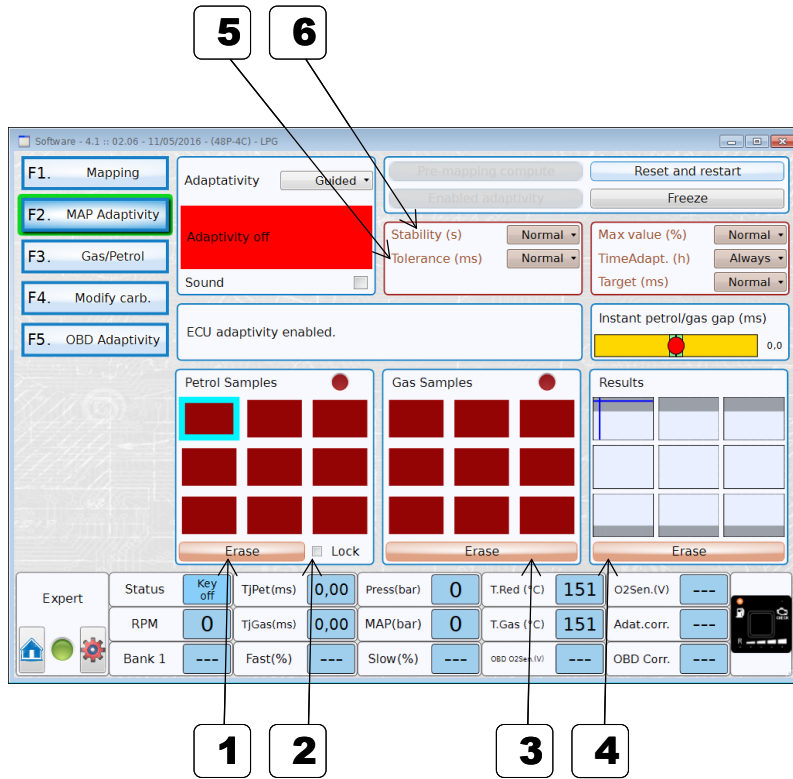 5 6
Software - 4.1 :: 02.06 - 11/05/2016 - (48P-4C) - LPG
F1. Mapping
F2. MAP Adaptivity
F3. Gas/Petrol
F4. Modify carb.
F5. OBD Adaptivity
Adaptativity Guided
Adaptivity off
Sound
Pre-mapping compute
Enabled adaptivity
Reset and restart
Freeze
Stability (s) Normal
Tolerance (ms) Normal
Max value (%) Normal
TimeAdapt. (h) Always
Target (ms) Normal
ECU adaptivity enabled.
Instant petrol/gas gap (ms)
0,0
Petrol Samples
Erase Lock
Gas Samples
Erase
Results
Erase
Expert
Status Key off TjPet(ms) 0,00 Press(bar) 0 T.Red (°C) 151 O2Sen.(V) ---
RPM 0 TjGas(ms) 0,00 MAP(bar) 0 T.Gas (°C) 151 Adat.corr. ---
Bank 1 --- Fast(%) --- Slow(%) --- OBD O2Sen.(V) --- OBD Corr. ---
CHECK
R
1 2 3 4